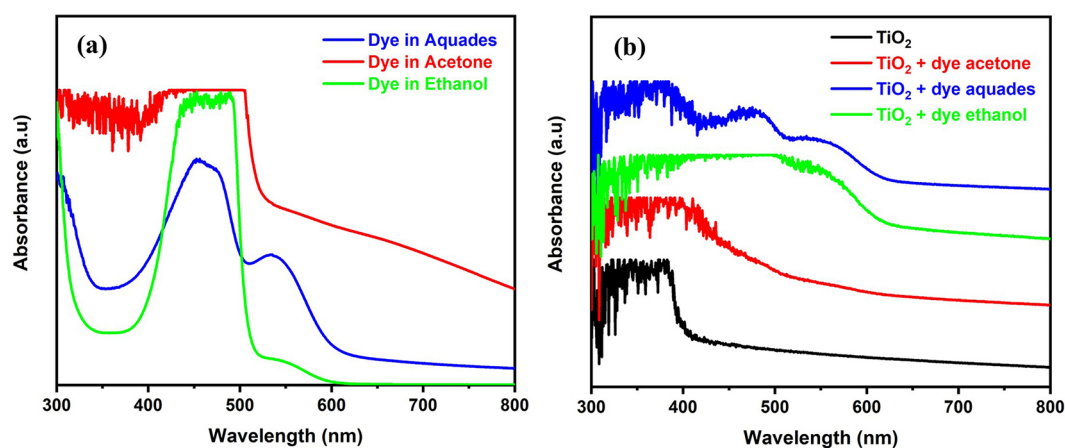 (a)
Dye in Aquades
Dye in Acetone
Dye in Ethanol
Absorbance (a.u)
300 400 500 600 700 800
Wavelength (nm)
(b)
TiO₂
TiO₂ + dye acetone
TiO₂ + dye aquades
TiO₂ + dye ethanol
Absorbance (a.u)
300 400 500 600 700 800
Wavelength (nm)